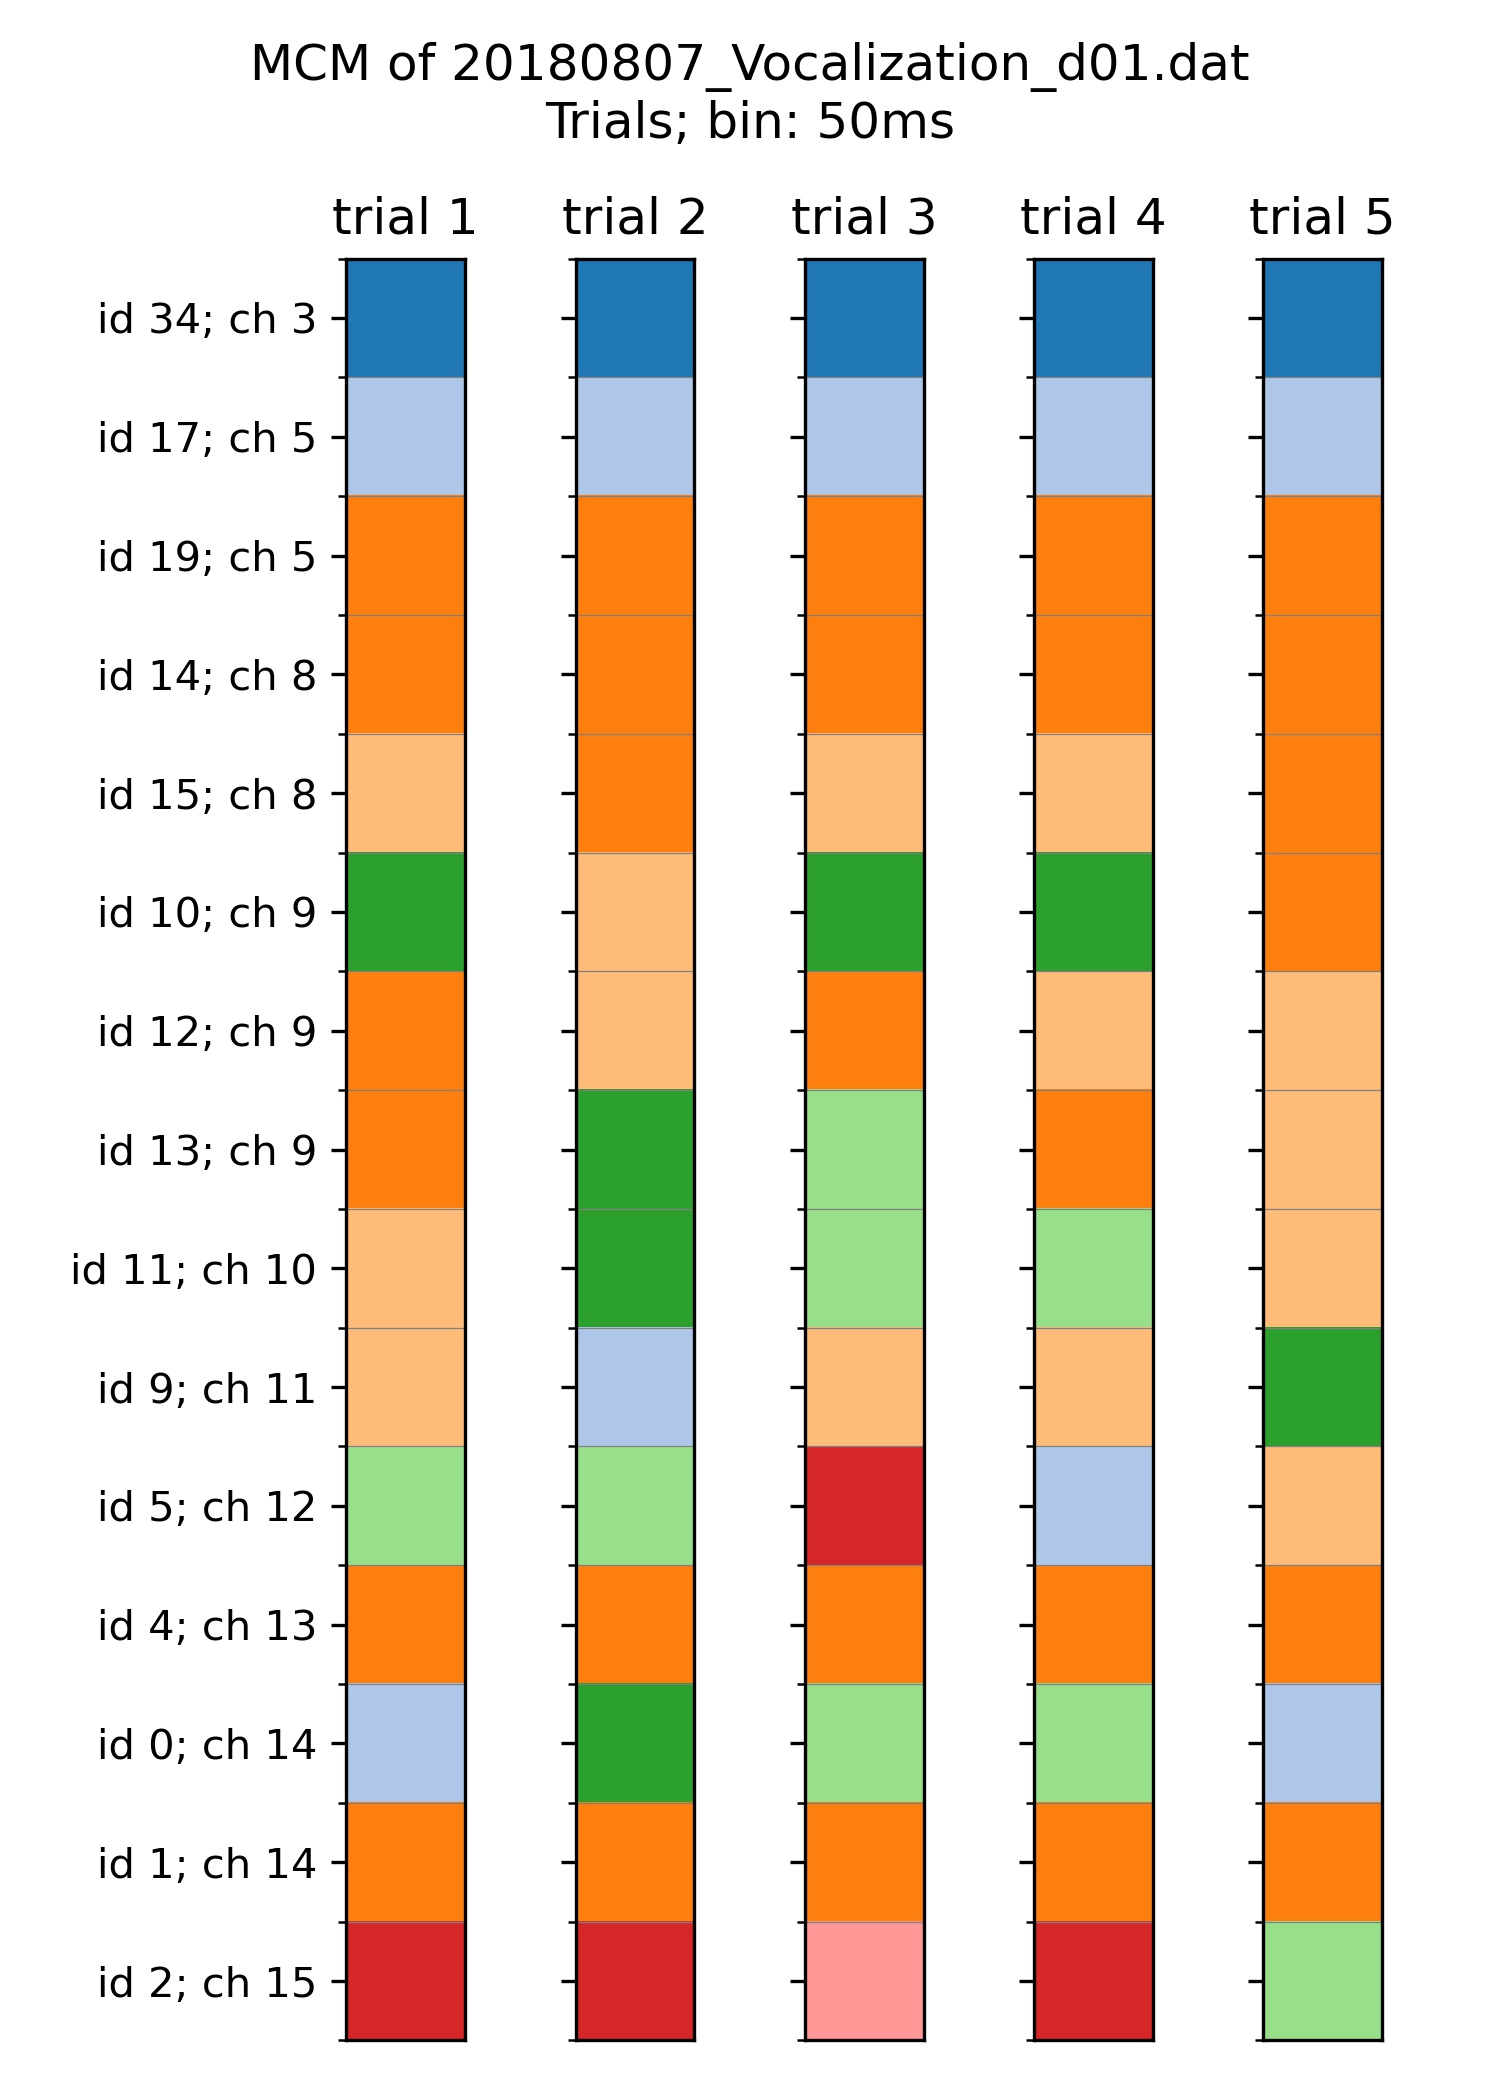 MCM of 20180807_Vocalization_d01.dat
Trials; bin: 50ms
trial 1 trial 2 trial 3 trial 4 trial 5
id 34; ch 3
id 17; ch 5
id 19; ch 5
id 14; ch 8
id 15; ch 8
id 10; ch 9
id 12; ch 9
id 13; ch 9
id 11; ch 10
id 9; ch 11
id 5; ch 12
id 4; ch 13
id 0; ch 14
id 1; ch 14
id 2; ch 15